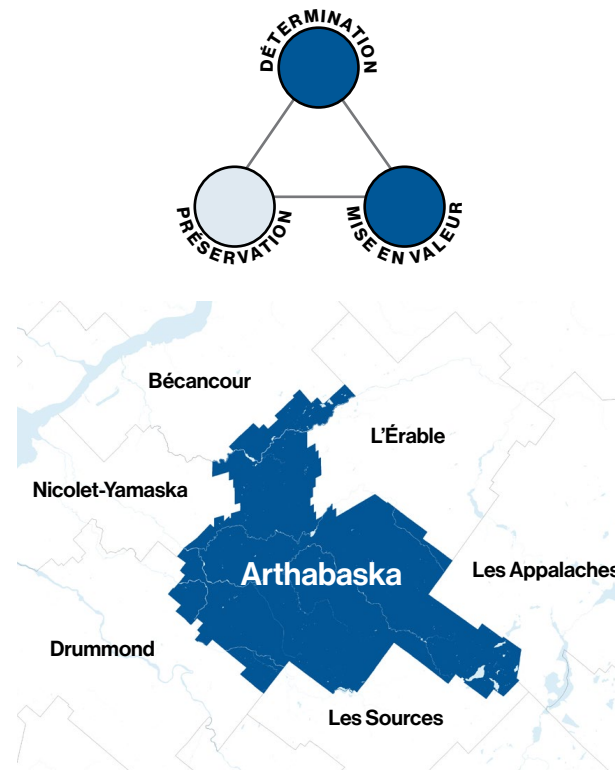 DÉTERMINATION
PRÉSERVATION
MISE EN VALEUR
Bécancour
L'Érable
Nicolet-Yamaska
Arthabaska
Les Appalaches
Drummond
Les Sources